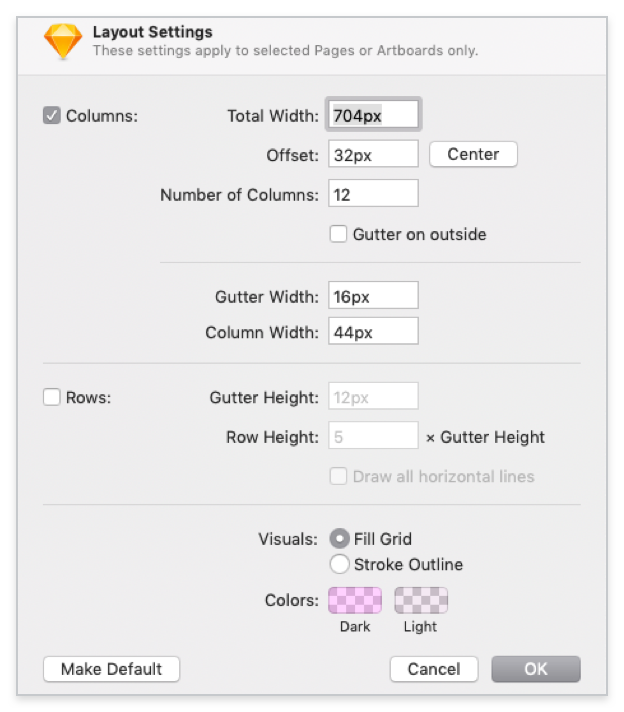 Layout Settings
These settings apply to selected Pages or Artboards only.
Columns: Total Width: 704px
Offset: 32px Center
Number of Columns: 12
Gutter on outside
Gutter Width: 16px
Column Width: 44px
Rows: Gutter Height: 12px
Row Height: 5 × Gutter Height
Draw all horizontal lines
Visuals: Fill Grid
Stroke Outline
Colors:
Dark Light
Make Default Cancel OK